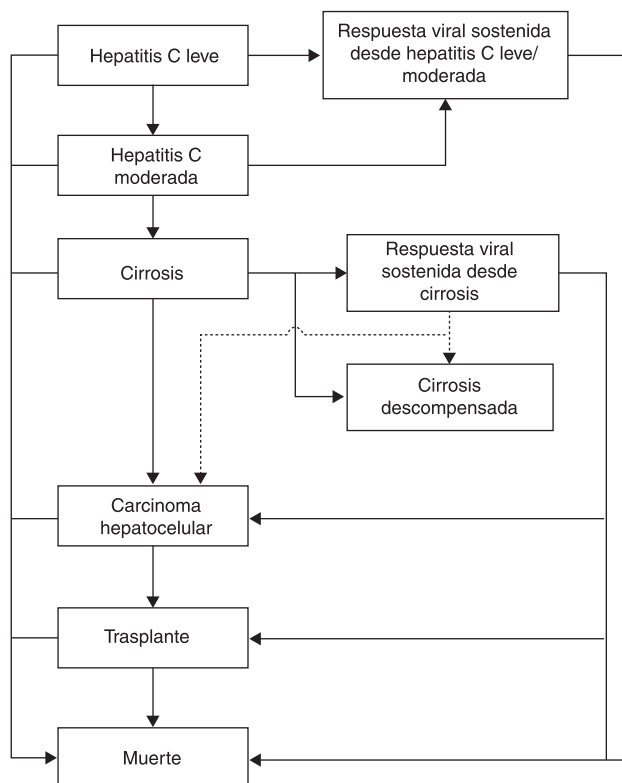 Hepatitis C leve
Respuesta viral sostenida
desde hepatitis C leve/
moderada
Hepatitis C
moderada
Cirrosis
Respuesta viral
sostenida desde
cirrosis
Cirrosis
descompensada
Carcinoma
hepatocelular
Trasplante
Muerte